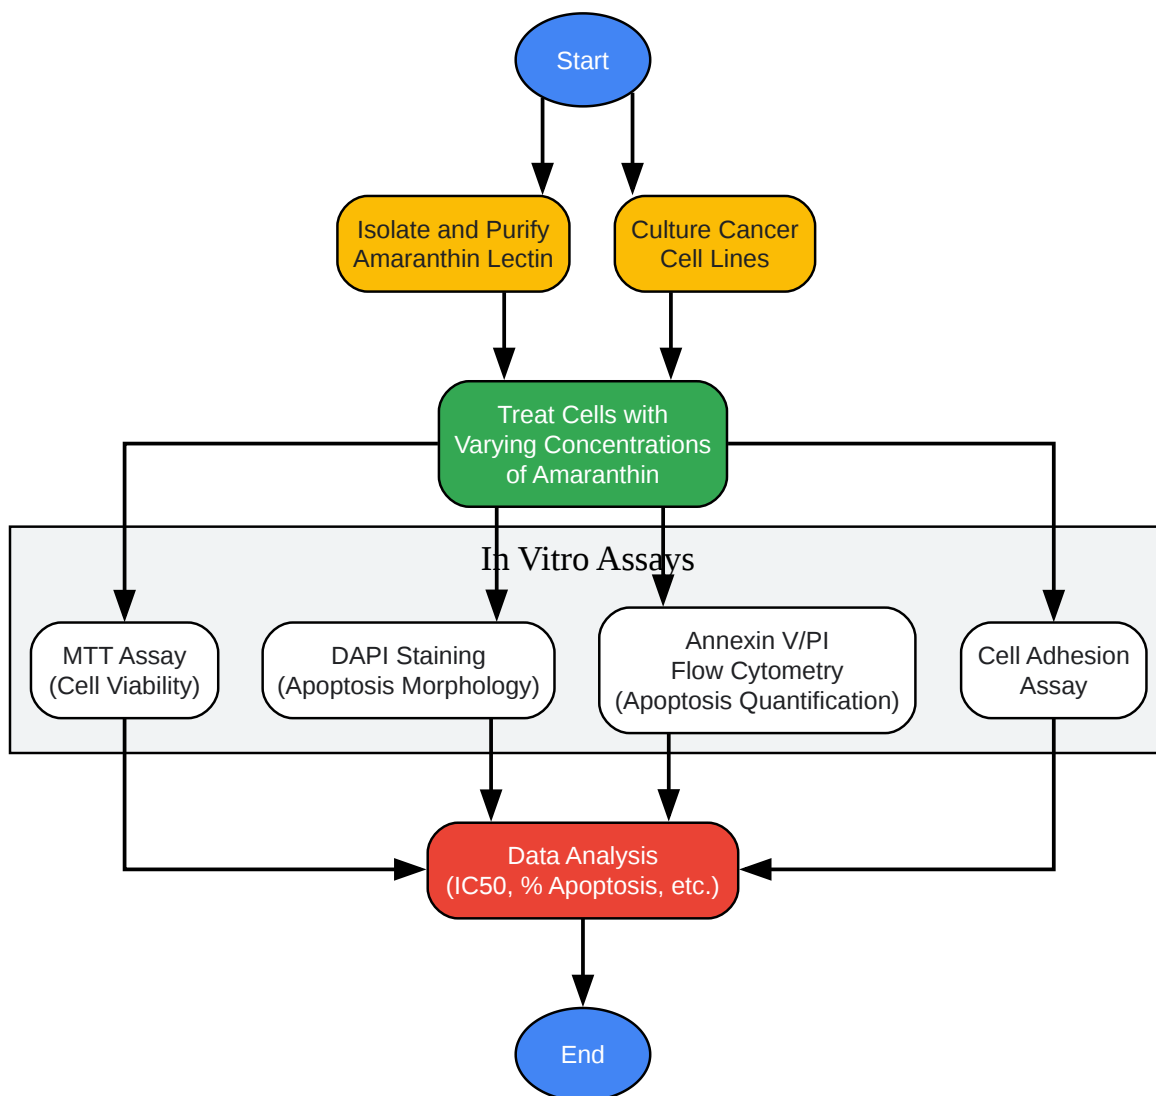 Start
Isolate and Purify
Amaranthin Lectin
Culture Cancer
Cell Lines
Treat Cells with
Varying Concentrations
of Amaranthin
In Vitro Assays
MTT Assay
(Cell Viability)
DAPI Staining
(Apoptosis Morphology)
Annexin V/PI
Flow Cytometry
(Apoptosis Quantification)
Cell Adhesion
Assay
Data Analysis
(IC50, % Apoptosis, etc.)
End